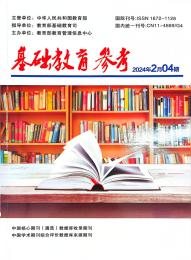 主管单位：中华人民共和国教育部
指导单位：教育部基础教育司
主办单位：教育部教育管理信息中心
国际刊号：ISSN 1672-1128
国内统一刊号：CN11-4889/G4
基础教育参考
2024年2月04期
中国核心期刊（遴选）数据库收录期刊
中国学术期刊综合评价数据库来源期刊